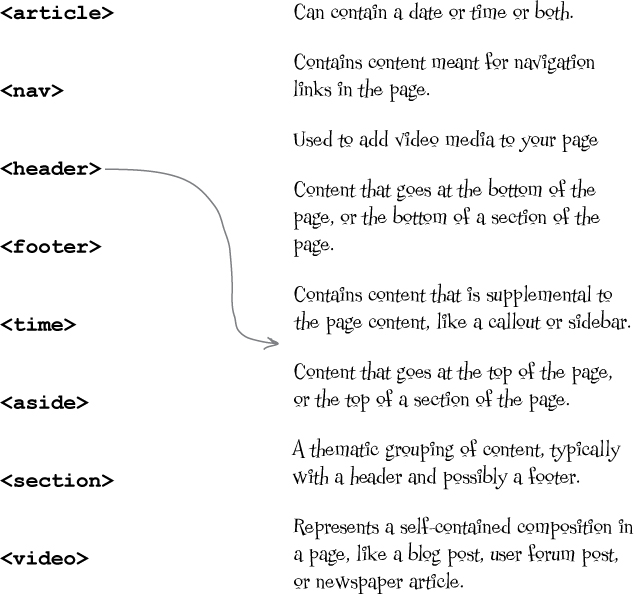 <article>
Can contain a date or time or both.
Contains content meant for navigation
<nav>
links in the page.
Used to add video media to your page
<header>
Content that goes at the bottom of the
page, or the bottom of a section of the
<footer>
page.
Contains content that is supplemental to
<time>
the page content, like a callout or sidebar.
Content that goes at the top of the page,
<aside>
or the top of a section of the page.
A thematic grouping of content, typically
<section>
with a header and possibly a footer.
Represents a self-contained composition in
<video>
a page, like a blog post, user forum post,
or newspaper article.